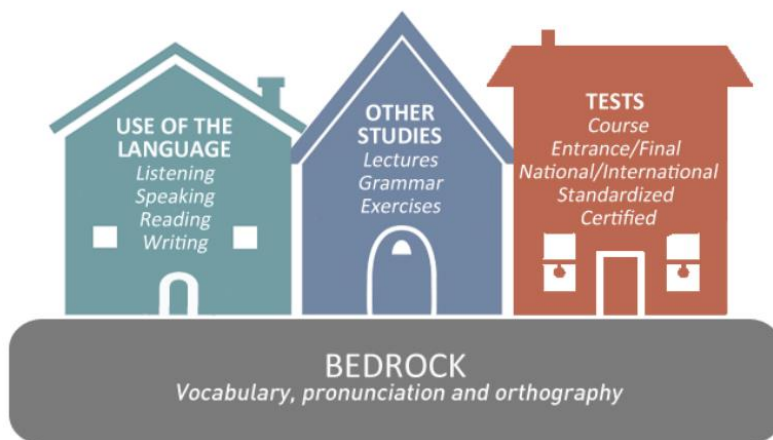 USE OF THE
LANGUAGE
Listening
Speaking
Reading
Writing
OTHER
STUDIES
Lectures
Grammar
Exercises
TESTS
Course
Entrance/Final
National/International
Standardized
Certified
BEDROCK
Vocabulary, pronunciation and orthography